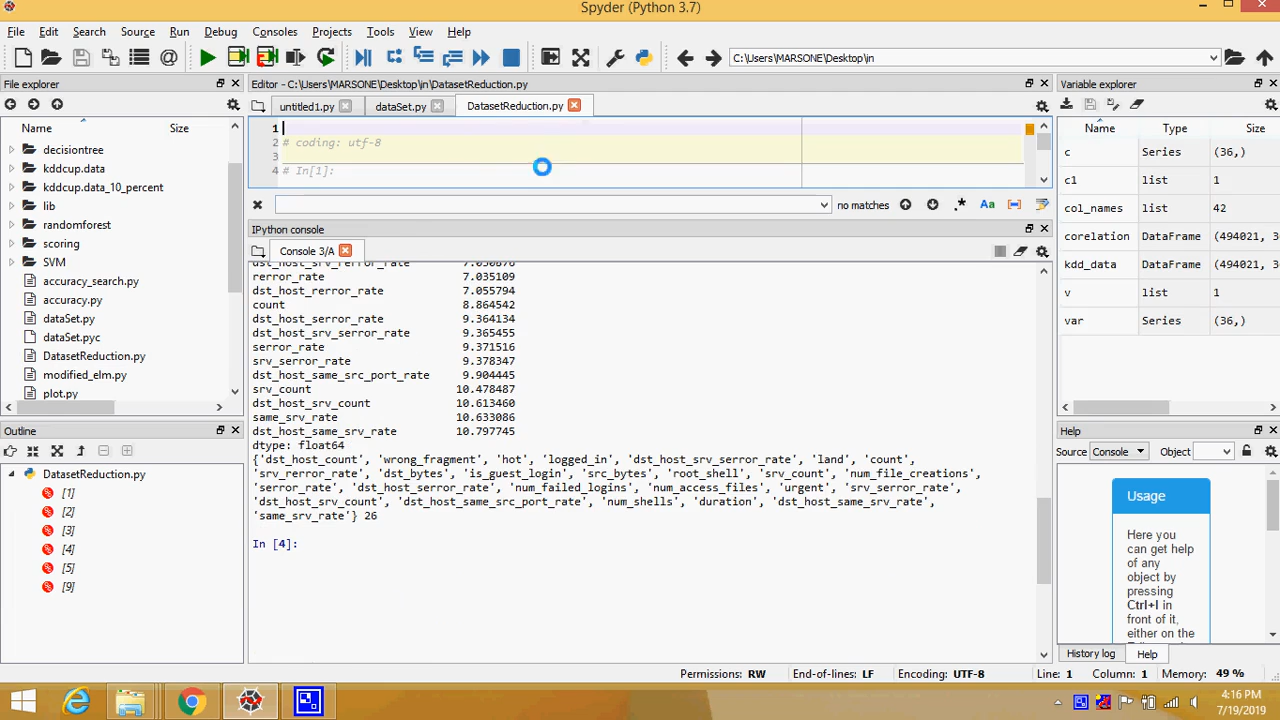 Spyder (Python 3.7)
File Edit Search Source Run Debug Consoles Projects Tools View Help
C:\Users\MARSONE\Desktop\in
File explorer
Name Size
decisiontree
kddcup.data
kddcup.data_10_percent
lib
randomforest
scoring
SVM
accuracy_search.py
accuracy.py
dataSet.py
dataSet.pyc
DatasetReduction.py
modified_elm.py
plot.py
Outline
DatasetReduction.py
[1]
[2]
[3]
[4]
[5]
[9]
Editor - C:\Users\MARSONE\Desktop\in\DatasetReduction.py
untitled1.py dataSet.py DatasetReduction.py
1
2 # coding: utf-8
3
4 # In[1]:
no matches .* Aa
IPython console
Console 3/A
rerror_rate 7.035109
dst_host_rerror_rate 7.055794
count 8.864542
dst_host_serror_rate 9.364134
dst_host_srv_serror_rate 9.365455
serror_rate 9.371516
srv_serror_rate 9.378347
dst_host_same_src_port_rate 9.904445
srv_count 10.478487
dst_host_srv_count 10.613460
same_srv_rate 10.633086
dst_host_same_srv_rate 10.797745
dtype: float64
{'dst_host_count', 'wrong_fragment', 'hot', 'logged_in', 'dst_host_srv_serror_rate', 'land', 'count',
'srv_rerror_rate', 'dst_bytes', 'is_guest_login', 'src_bytes', 'root_shell', 'srv_count', 'num_file_creations',
'serror_rate', 'dst_host_serror_rate', 'num_failed_logins', 'num_access_files', 'urgent', 'srv_serror_rate',
'dst_host_srv_count', 'dst_host_same_src_port_rate', 'num_shells', 'duration', 'dst_host_same_srv_rate',
'same_srv_rate'} 26
In [4]:
Variable explorer
Name Type Size
c Series (36,)
c1 list 1
col_names list 42
corelation DataFrame (494021, 3
kdd_data DataFrame (494021, 3
v list 1
var Series (36,)
Help
Source Console Object
Usage
Here you
can get help
of any
object by
pressing
Ctrl+I in
front of it,
either on the
History log Help
Permissions: RW End-of-lines: LF Encoding: UTF-8 Line: 1 Column: 1 Memory: 49 %
4:16 PM
7/19/2019